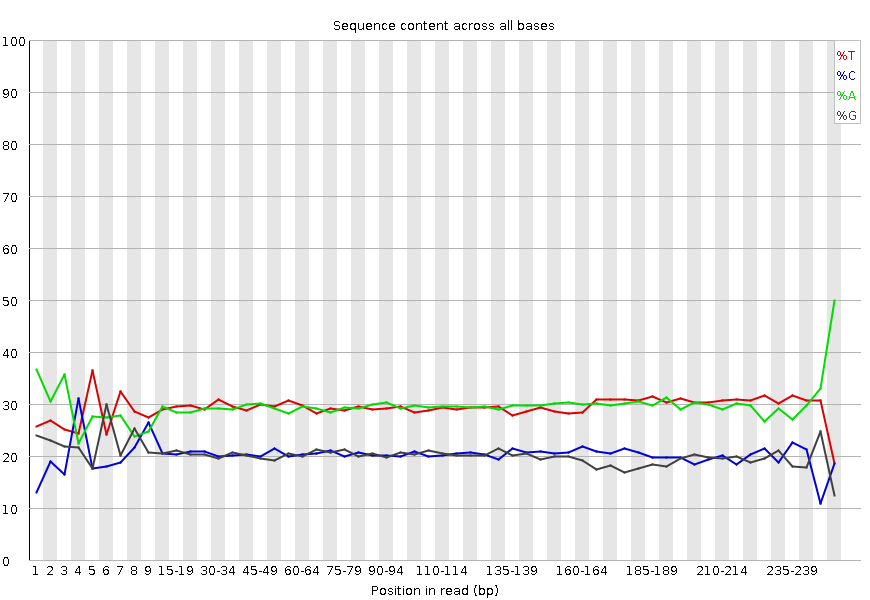 Sequence content across all bases
100
90
80
70
60
50
40
30
20
10
0
%T
%C
%A
%G
1 2 3 4 5 6 7 8 9 15-19 30-34 45-49 60-64 75-79 90-94 110-114 135-139 160-164 185-189 210-214 235-239
Position in read (bp)